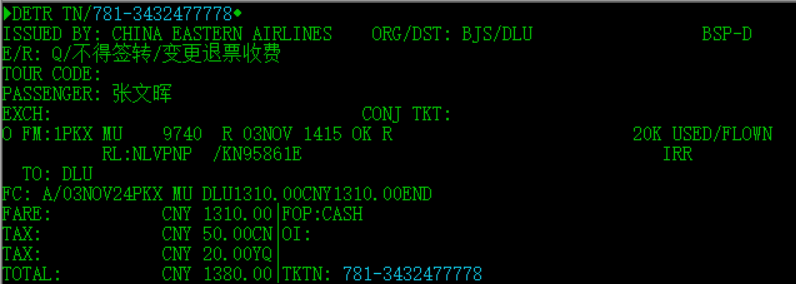 ▶DETR TN/781-3432477778◆
ISSUED BY: CHINA EASTERN AIRLINES ORG/DST: BJS/DLU BSP-D
E/R: Q/不得签转/变更退票收费
TOUR CODE:
PASSENGER: 张文晖
EXCH: CONJ TKT:
O FM:1PKX MU 9740 R 03NOV 1415 OK R 20K USED/FLOWN
RL:NLVPNP /KN95861E IRR
TO: DLU
FC: A/03NOV24PKX MU DLU1310.00CNY1310.00END
FARE: CNY 1310.00|FOP:CASH
TAX: CNY 50.00CN|OI:
TAX: CNY 20.00YQ|
TOTAL: CNY 1380.00|TKTN: 781-3432477778